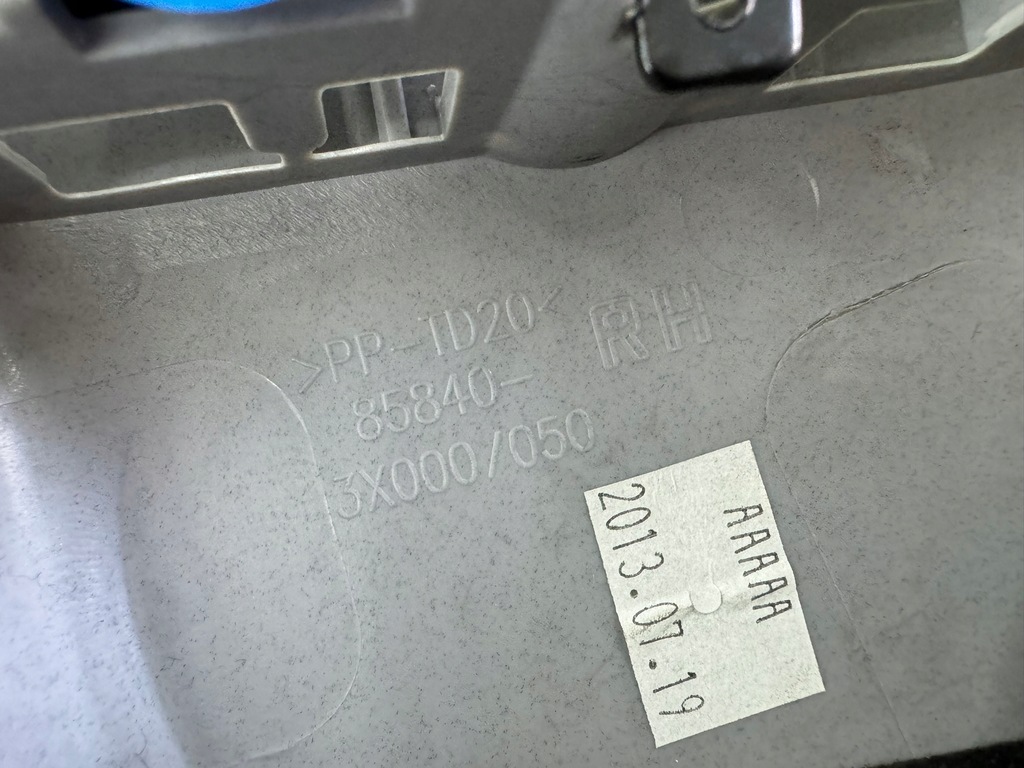 >PP-TD20< RH
85840-
3X000/050
AAAAA
2013.07.19